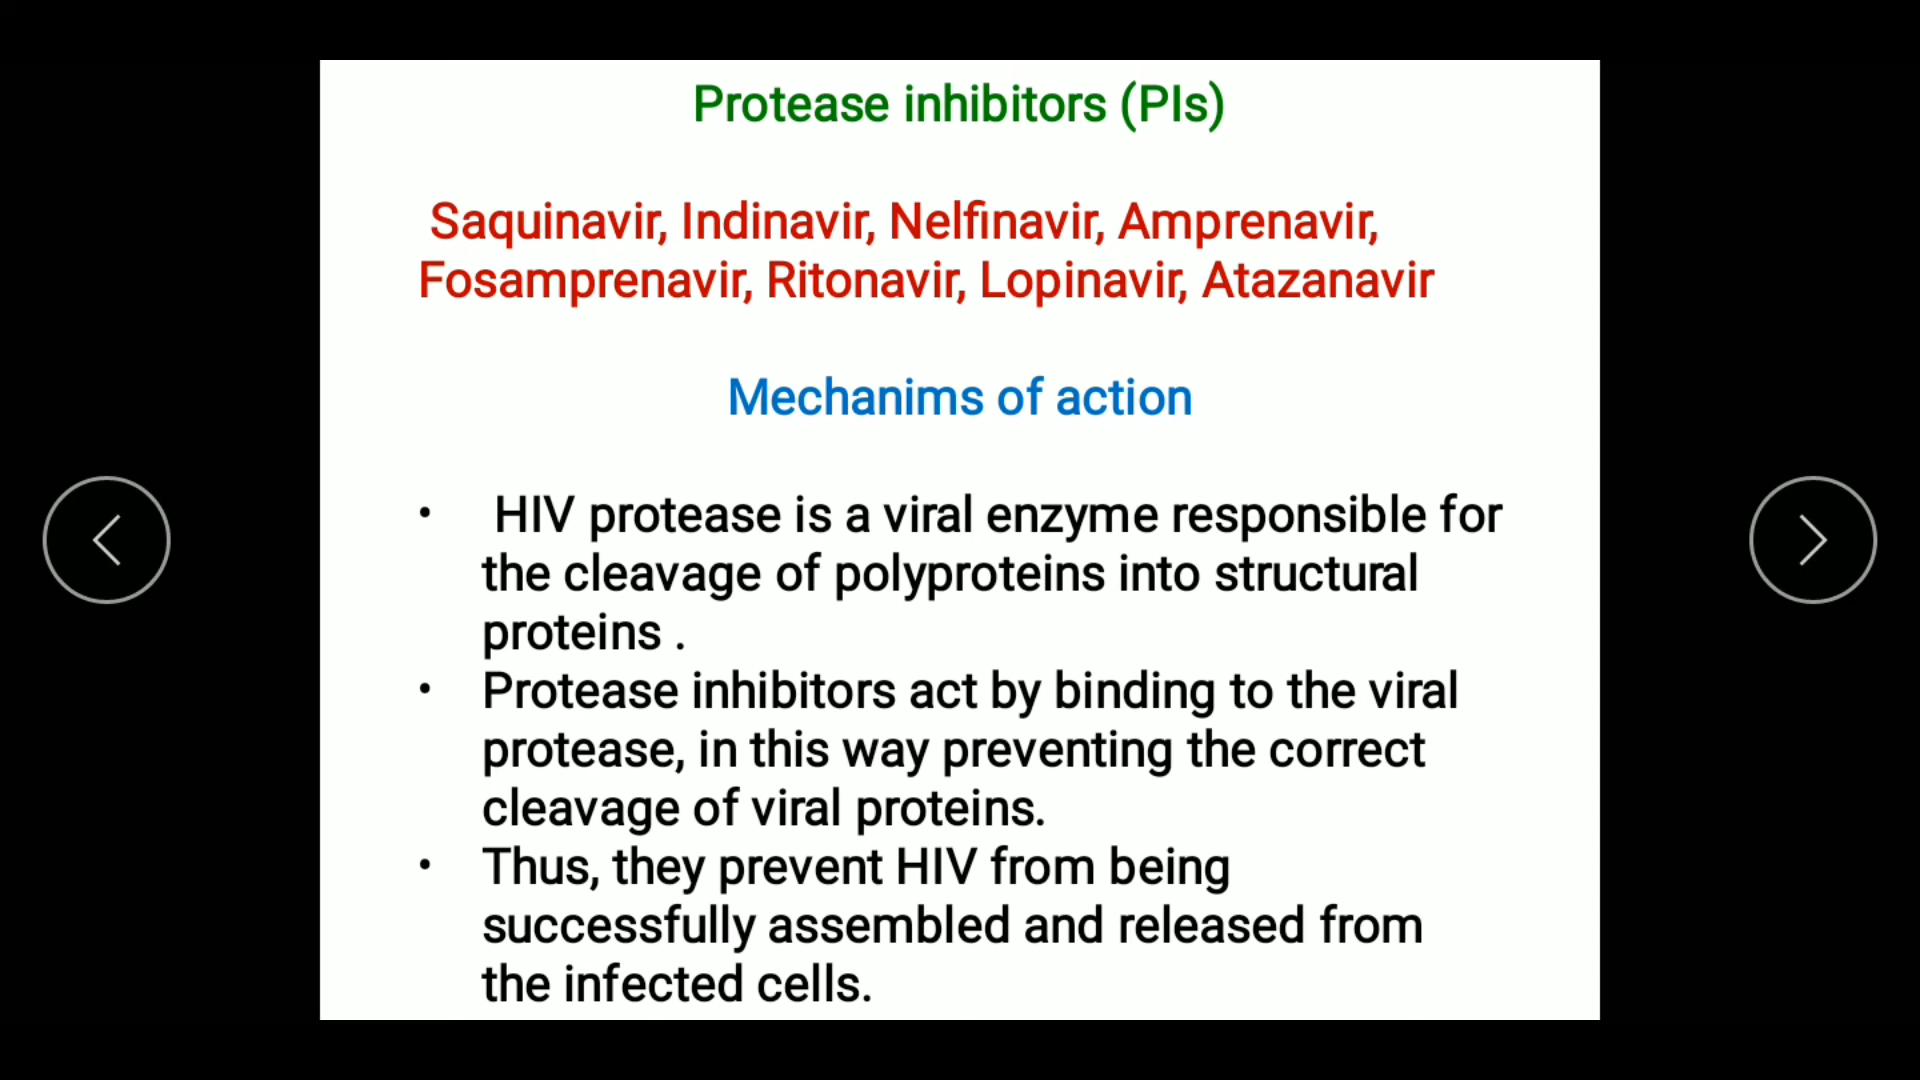 Protease inhibitors (PIs)
Saquinavir, Indinavir, Nelfinavir, Amprenavir,
Fosamprenavir, Ritonavir, Lopinavir, Atazanavir
Mechanims of action
• HIV protease is a viral enzyme responsible for
the cleavage of polyproteins into structural
proteins .
• Protease inhibitors act by binding to the viral
protease, in this way preventing the correct
cleavage of viral proteins.
• Thus, they prevent HIV from being
successfully assembled and released from
the infected cells.